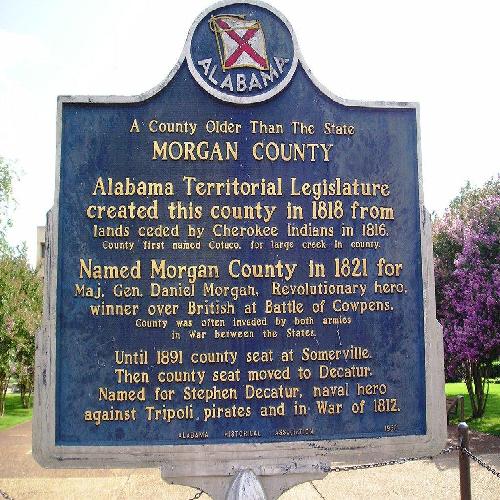 ALABAMA
A County Older Than The State
MORGAN COUNTY
Alabama Territorial Legislature
created this county in 1818 from
lands ceded by Cherokee Indians in 1816.
County first named Cotaco, for large creek in county.
Named Morgan County in 1821 for
Maj. Gen. Daniel Morgan, Revolutionary hero,
winner over British at Battle of Cowpens.
County was often invaded by both armies
in War between the States.
Until 1891 county seat at Somerville.
Then county seat moved to Decatur.
Named for Stephen Decatur, naval hero
against Tripoli pirates and in War of 1812.
ALABAMA HISTORICAL ASSOCIATION